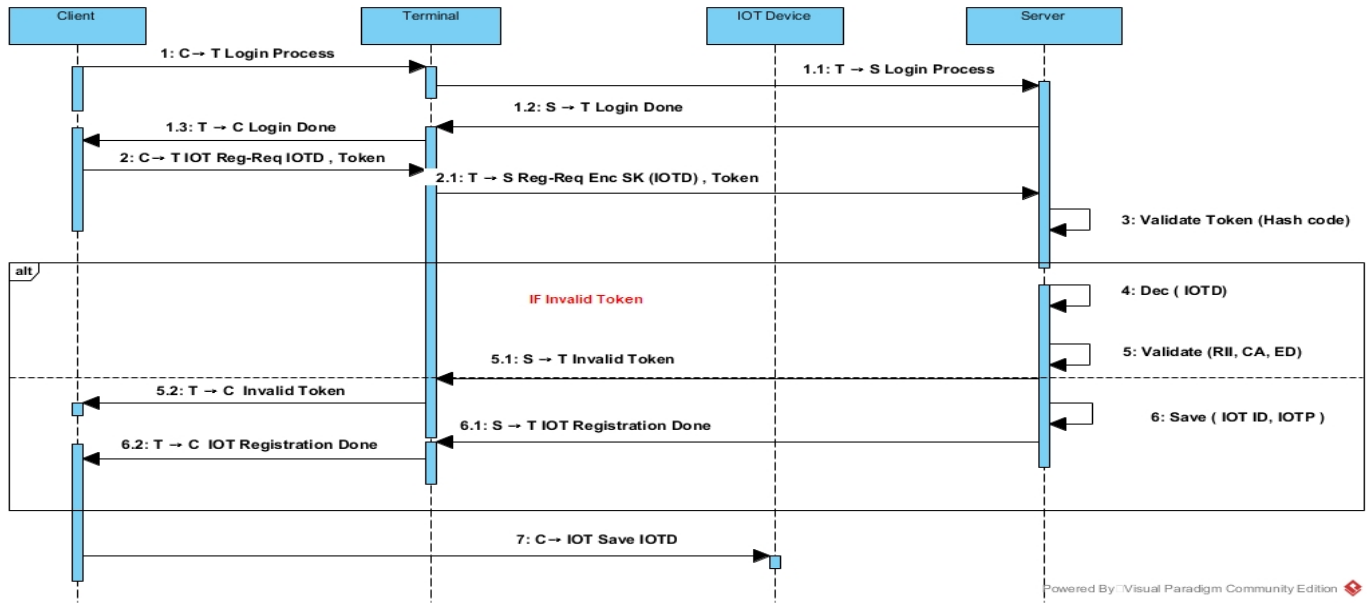 Client
Terminal
IOT Device
Server
1: C→ T Login Process
1.1: T → S Login Process
1.2: S → T Login Done
1.3: T → C Login Done
2: C→ T IOT Reg-Req IOTD , Token
2.1: T → S Reg-Req Enc SK (IOTD) , Token
3: Validate Token (Hash code)
alt
4: Dec ( IOTD)
IF Invalid Token
5: Validate (RII, CA, ED)
5.1: S → T Invalid Token
5.2: T → C Invalid Token
6: Save ( IOT ID, IOTP )
6.1: S → T IOT Registration Done
6.2: T → C IOT Registration Done
7: C→ IOT Save IOTD
Powered By Visual Paradigm Community Edition